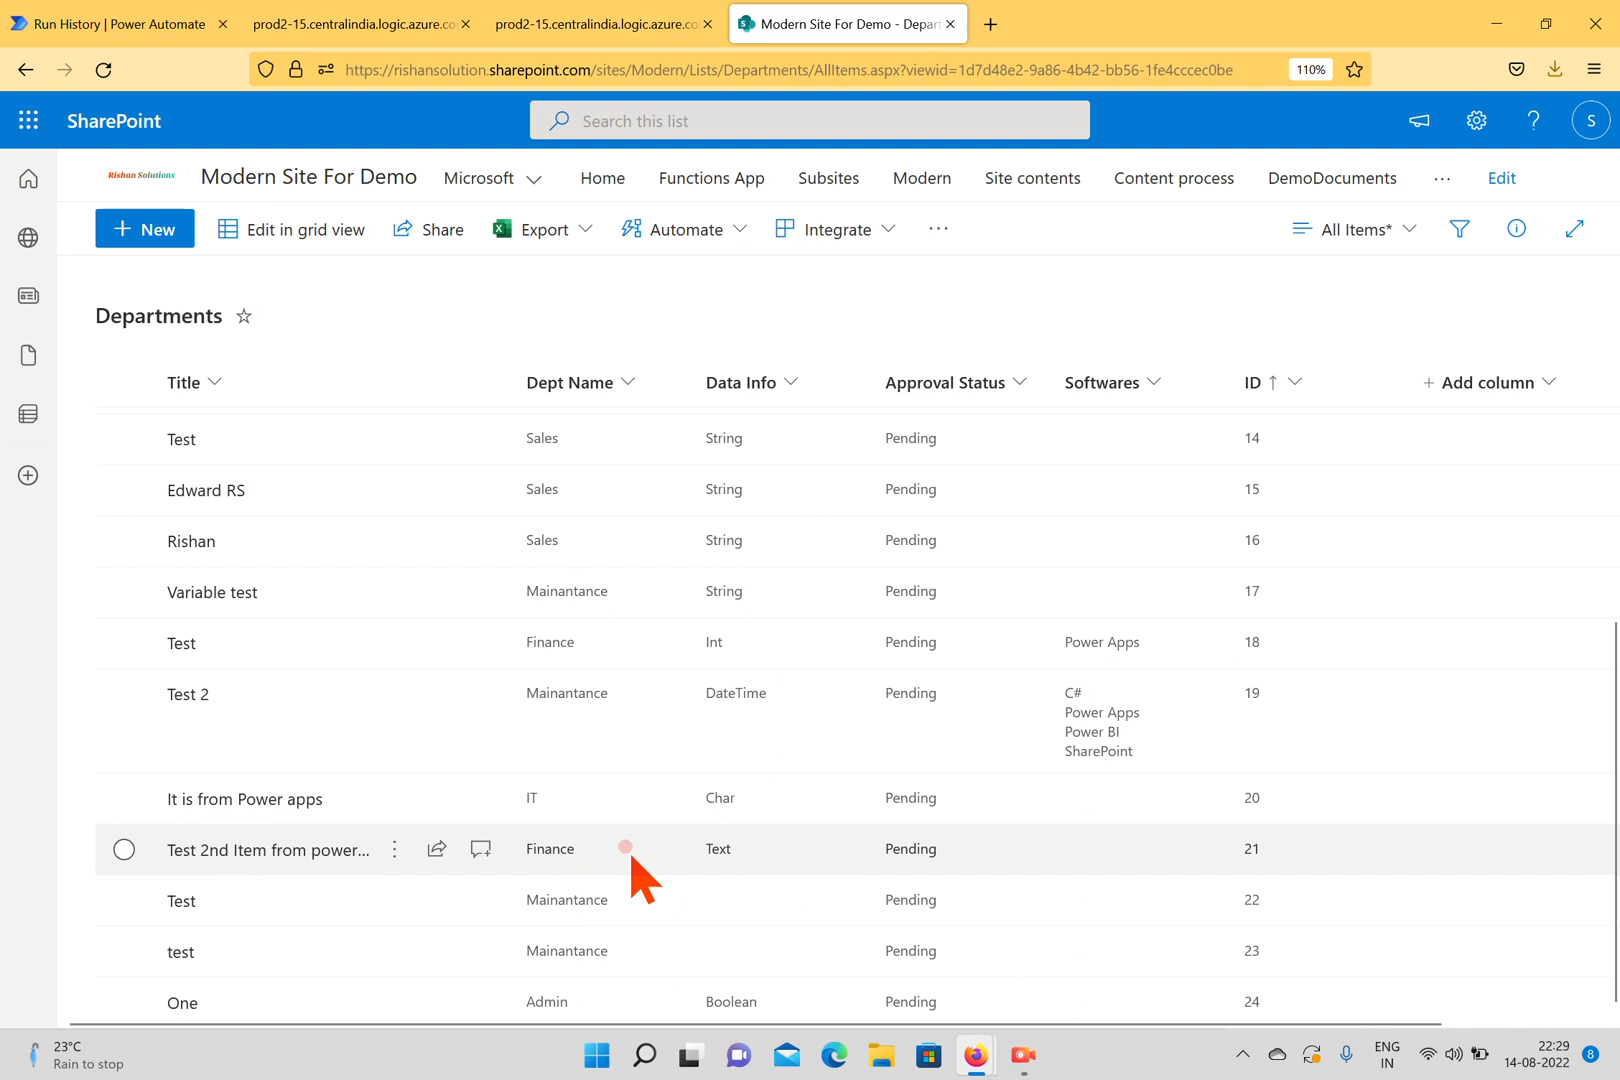 Run History | Power Automate
prod2-15.centralindia.logic.azure.co
prod2-15.centralindia.logic.azure.co
Modern Site For Demo - Depart
https://rishansolution.sharepoint.com/sites/Modern/Lists/Departments/AllItems.aspx?viewid=1d7d48e2-9a86-4b42-bb56-1fe4cccec0be
110%
SharePoint
Search this list
S
Rishan Solutions
Modern Site For Demo
Microsoft
Home
Functions App
Subsites
Modern
Site contents
Content process
DemoDocuments
Edit
New
Edit in grid view
Share
Export
Automate
Integrate
All Items*
Departments
Title Dept Name Data Info Approval Status Softwares ID Add column
Test Sales String Pending 14
Edward RS Sales String Pending 15
Rishan Sales String Pending 16
Variable test Mainantance String Pending 17
Test Finance Int Pending Power Apps 18
Test 2 Mainantance DateTime Pending C# 19
Power Apps
Power BI
SharePoint
It is from Power apps IT Char Pending 20
Test 2nd Item from power... Finance Text Pending 21
Test Mainantance Pending 22
test Mainantance Pending 23
One Admin Boolean Pending 24
23°C
Rain to stop
ENG
IN
22:29
14-08-2022
8